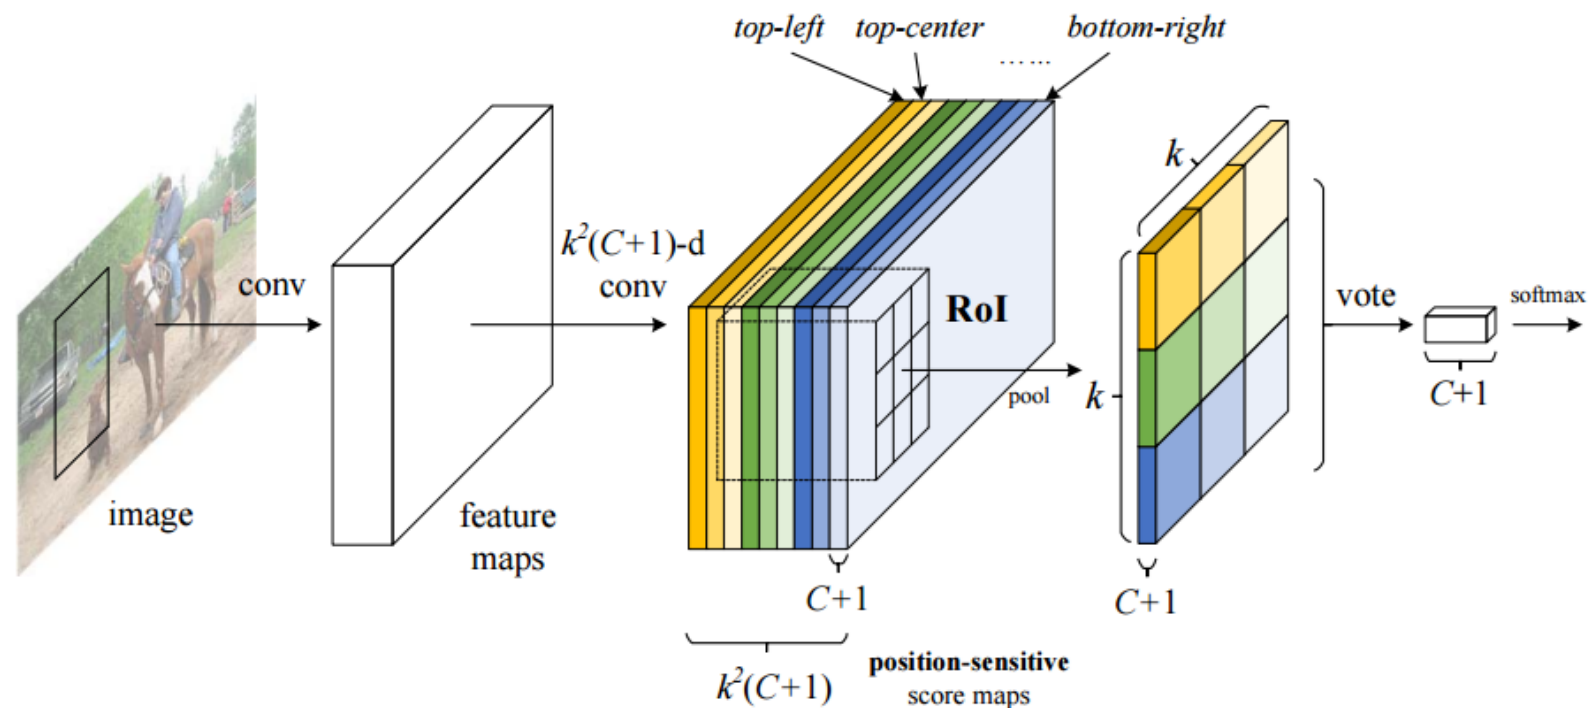 top-left top-center bottom-right
... ...
k
k²(C+1)-d
conv
conv
RoI
vote
softmax
pool
k
C+1
image
feature
maps
C+1
C+1
k²(C+1)
position-sensitive
score maps